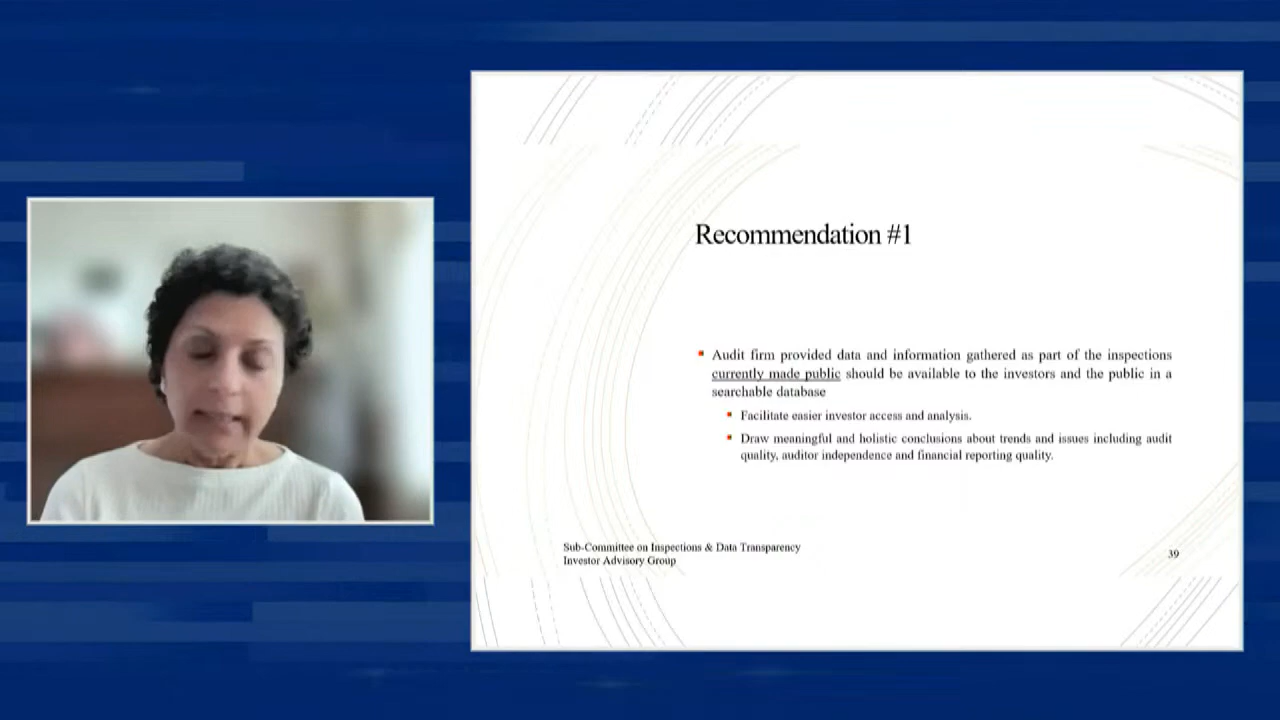 Recommendation #1
Audit firm provided data and information gathered as part of the inspections
currently made public should be available to the investors and the public in a
searchable database
Facilitate easier investor access and analysis.
Draw meaningful and holistic conclusions about trends and issues including audit
quality, auditor independence and financial reporting quality.
Sub-Committee on Inspections & Data Transparency
Investor Advisory Group
39